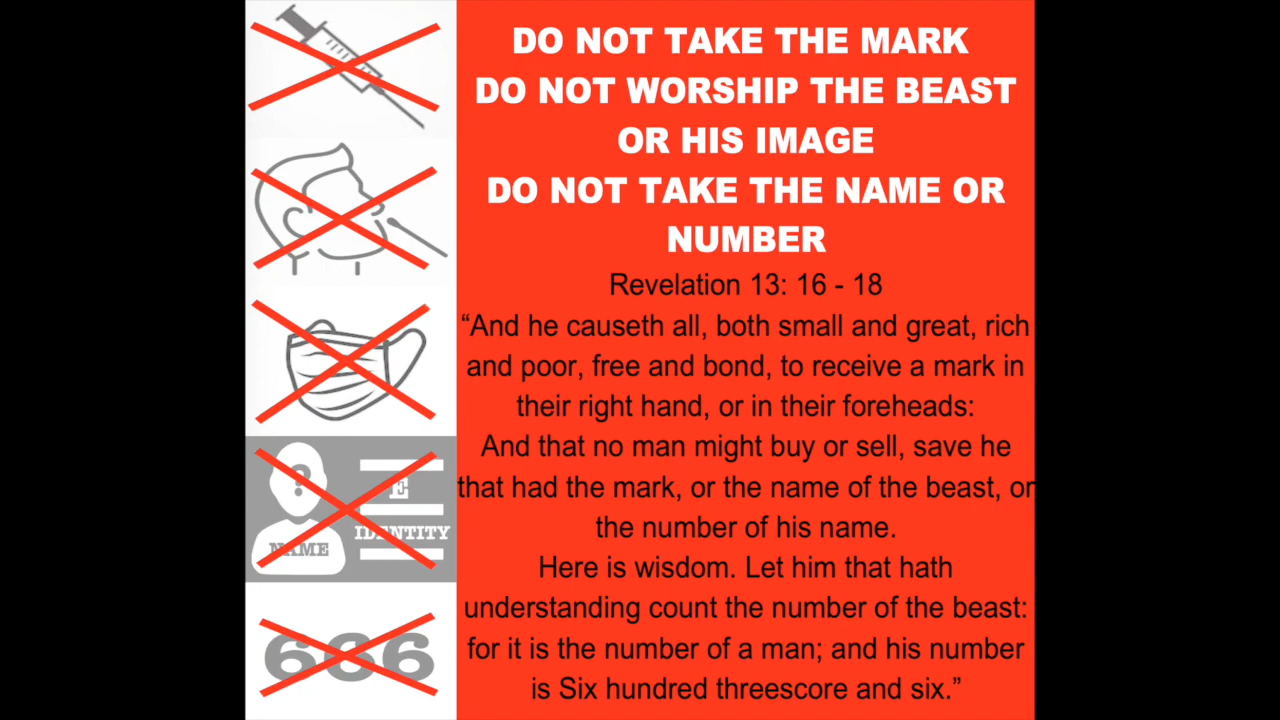 DO NOT TAKE THE MARK
DO NOT WORSHIP THE BEAST
OR HIS IMAGE
DO NOT TAKE THE NAME OR
NUMBER
Revelation 13: 16 - 18
“And he causeth all, both small and great, rich
and poor, free and bond, to receive a mark in
their right hand, or in their foreheads:
And that no man might buy or sell, save he
that had the mark, or the name of the beast, or
the number of his name.
Here is wisdom. Let him that hath
understanding count the number of the beast:
for it is the number of a man; and his number
is Six hundred threescore and six.”
?
E
IDENTITY
NAME
666